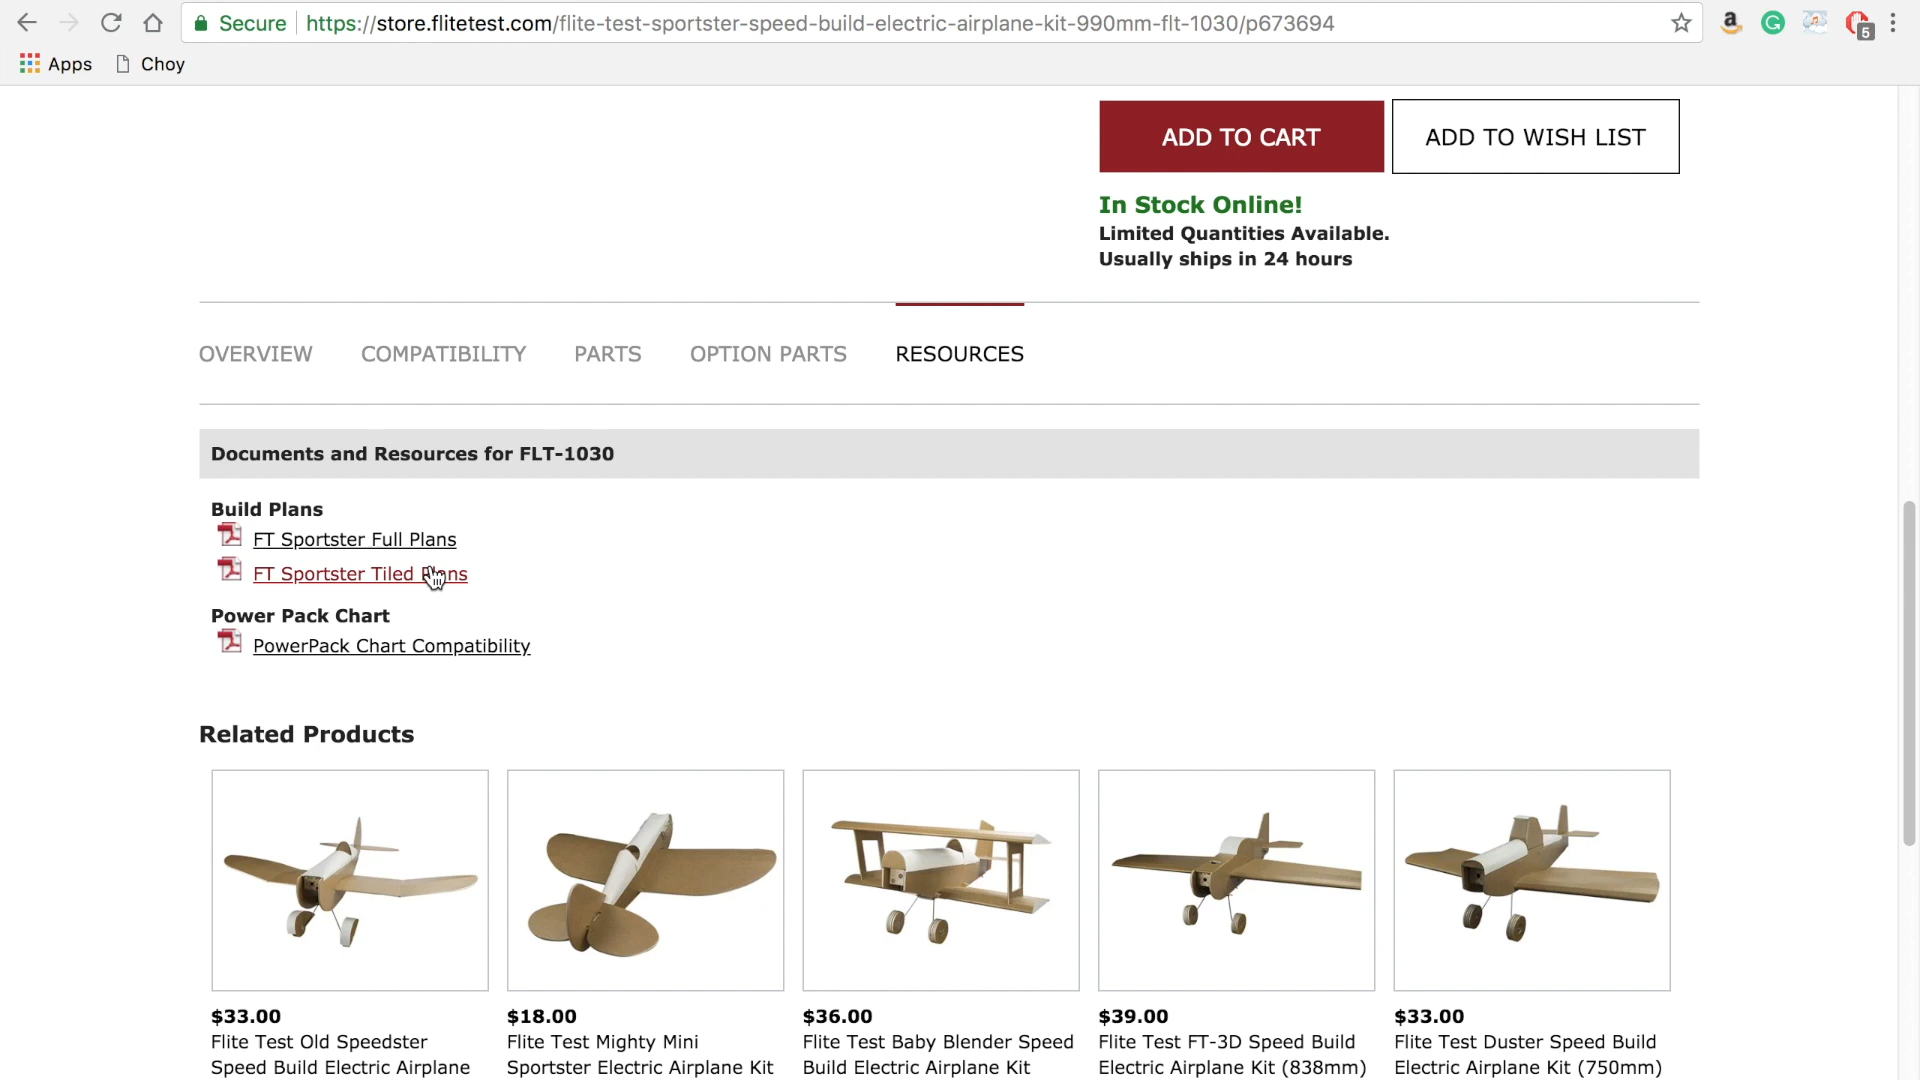 Secure https://store.flitetest.com/flite-test-sportster-speed-build-electric-airplane-kit-990mm-flt-1030/p673694
5
Apps Choy
ADD TO CART ADD TO WISH LIST
In Stock Online!
Limited Quantities Available.
Usually ships in 24 hours
OVERVIEW COMPATIBILITY PARTS OPTION PARTS RESOURCES
Documents and Resources for FLT-1030
Build Plans
FT Sportster Full Plans
FT Sportster Tiled Plans
Power Pack Chart
PowerPack Chart Compatibility
Related Products
$33.00
Flite Test Old Speedster
Speed Build Electric Airplane
$18.00
Flite Test Mighty Mini
Sportster Electric Airplane Kit
$36.00
Flite Test Baby Blender Speed
Build Electric Airplane Kit
$39.00
Flite Test FT-3D Speed Build
Electric Airplane Kit (838mm)
$33.00
Flite Test Duster Speed Build
Electric Airplane Kit (750mm)